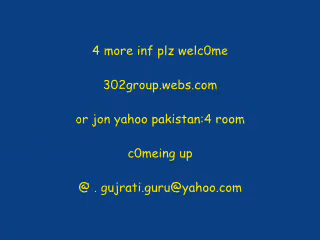 4 more inf plz welc0me
302group.webs.com
or jon yahoo pakistan:4 room
c0meing up
@ . gujrati.guru@yahoo.com